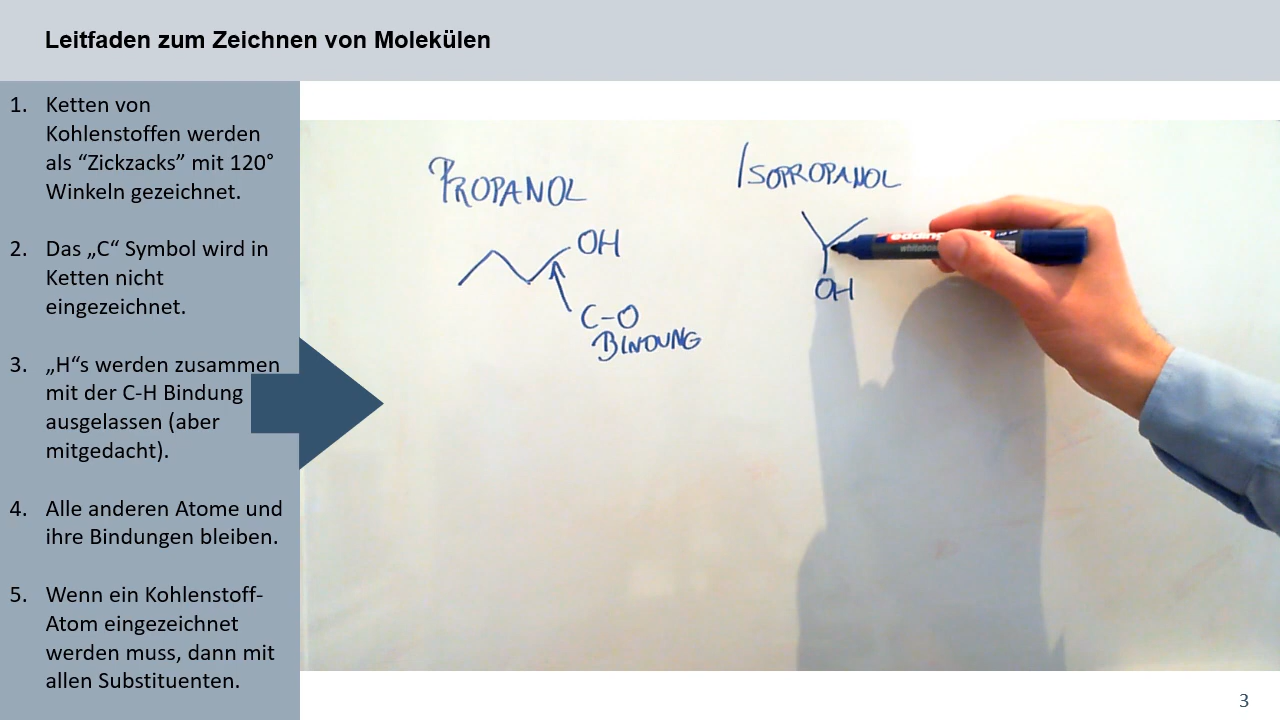 Leitfaden zum Zeichnen von Molekülen
1. Ketten von
Kohlenstoffen werden
als “Zickzacks” mit 120°
Winkeln gezeichnet.
2. Das „C“ Symbol wird in
Ketten nicht
eingezeichnet.
3. „H“s werden zusammen
mit der C-H Bindung
ausgelassen (aber
mitgedacht).
4. Alle anderen Atome und
ihre Bindungen bleiben.
5. Wenn ein Kohlenstoff-
Atom eingezeichnet
werden muss, dann mit
allen Substituenten.
PROPANOL
OH
C-O
BINDUNG
ISOPROPANOL
OH
3